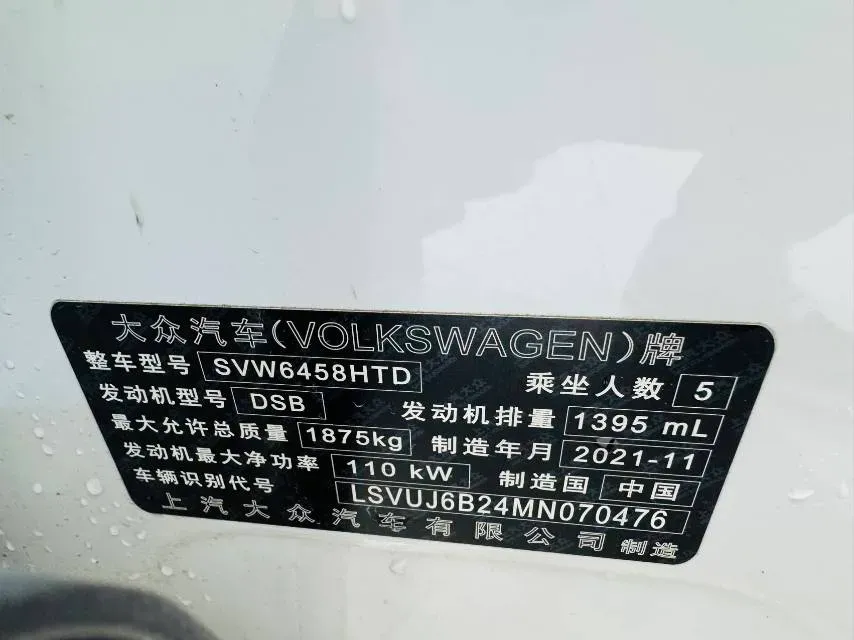 大众汽车(VOLKSWAGEN)牌
整车型号 SVW6458HTD 乘坐人数 5
发动机型号 DSB 发动机排量 1395 mL
最大允许总质量 1875kg 制造年月 2021-11
发动机最大净功率 110 kW 制造国 中国
车辆识别代号 LSVUJ6B24MN070476
上汽大众汽车有限公司 制造